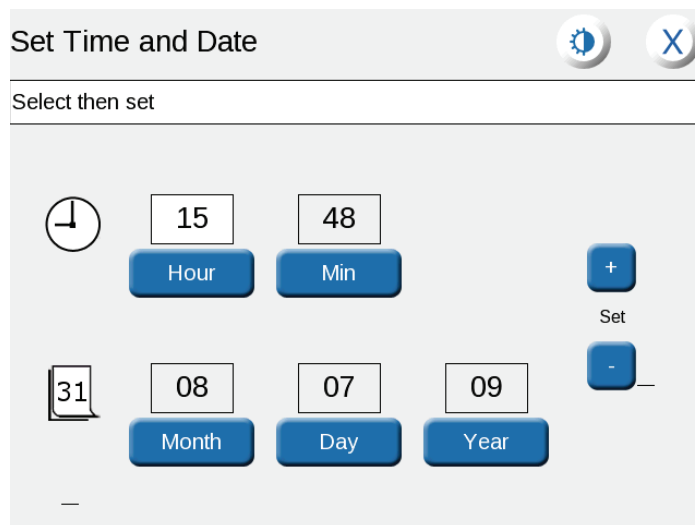 Set Time and Date
X
Select then set
15 48
Hour Min
+
Set
-
31
08 07 09
Month Day Year